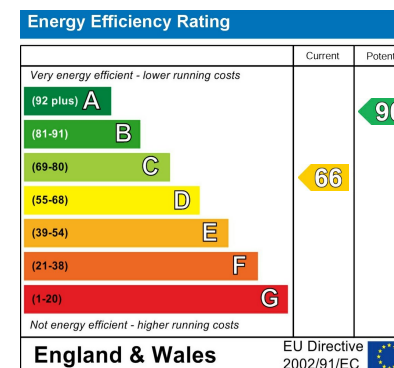 Energy Efficiency Rating
Current
Very energy efficient - lower running costs
(92 plus) A
(81-91) B
(69-80) C
66
(55-68) D
(39-54) E
(21-38) F
(1-20) G
Not energy efficient - higher running costs
England & Wales
EU Directive
2002/91/EC